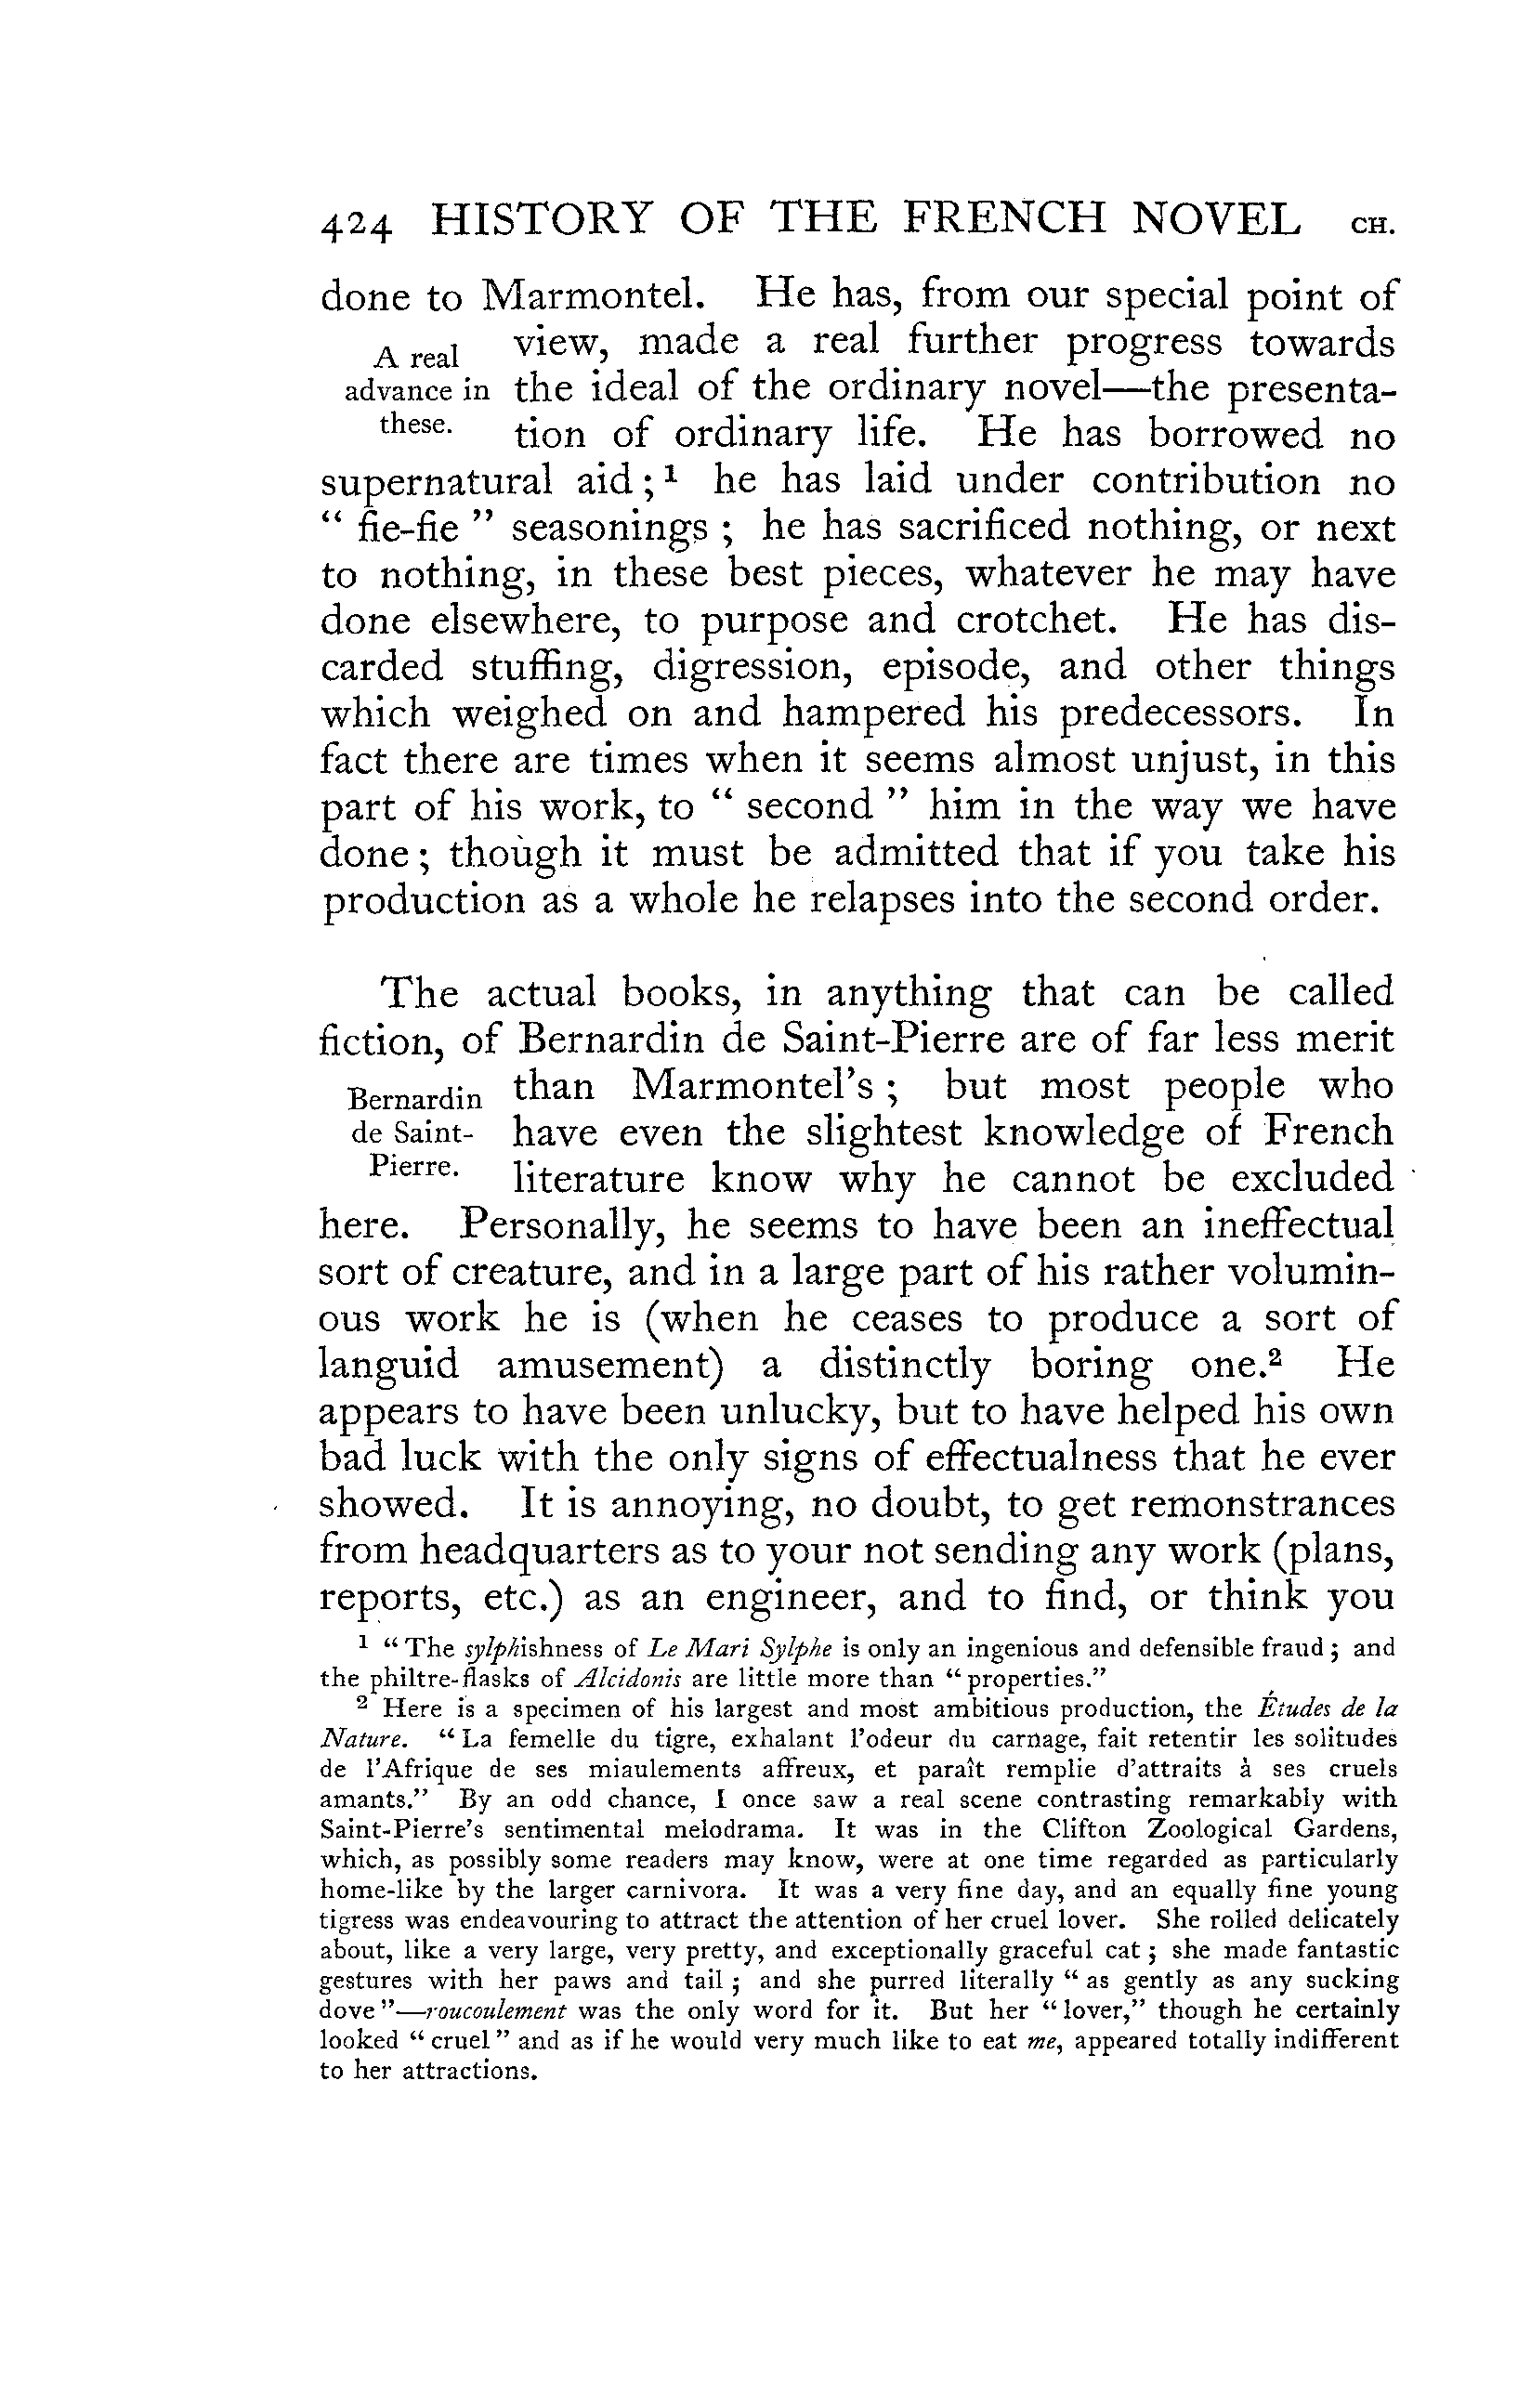 424 HISTORY OF THE FRENCH NOVEL CH.
done to Marmontel. He has, from our special point of
A real
advance in
these.
view, made a real further progress towards
the ideal of the ordinary novel—the presenta-
tion of ordinary life. He has borrowed no
supernatural aid;¹ he has laid under contribution no
“ fie-fie ” seasonings ; he has sacrificed nothing, or next
to nothing, in these best pieces, whatever he may have
done elsewhere, to purpose and crotchet. He has dis-
carded stuffing, digression, episode, and other things
which weighed on and hampered his predecessors. In
fact there are times when it seems almost unjust, in this
part of his work, to “ second ” him in the way we have
done; though it must be admitted that if you take his
production as a whole he relapses into the second order.
The actual books, in anything that can be called
fiction, of Bernardin de Saint-Pierre are of far less merit
Bernardin
de Saint-
Pierre.
than Marmontel’s ; but most people who
have even the slightest knowledge of French
literature know why he cannot be excluded
here. Personally, he seems to have been an ineffectual
sort of creature, and in a large part of his rather volumin-
ous work he is (when he ceases to produce a sort of
languid amusement) a distinctly boring one.² He
appears to have been unlucky, but to have helped his own
bad luck with the only signs of effectualness that he ever
showed. It is annoying, no doubt, to get remonstrances
from headquarters as to your not sending any work (plans,
reports, etc.) as an engineer, and to find, or think you
¹ “ The sylphishness of Le Mari Sylphe is only an ingenious and defensible fraud ; and
the philtre-flasks of Alcidonis are little more than “ properties.”
² Here is a specimen of his largest and most ambitious production, the Études de la
Nature. “ La femelle du tigre, exhalant l’odeur du carnage, fait retentir les solitudes
de l’Afrique de ses miaulements affreux, et paraît remplie d’attraits à ses cruels
amants.” By an odd chance, I once saw a real scene contrasting remarkably with
Saint-Pierre’s sentimental melodrama. It was in the Clifton Zoological Gardens,
which, as possibly some readers may know, were at one time regarded as particularly
home-like by the larger carnivora. It was a very fine day, and an equally fine young
tigress was endeavouring to attract the attention of her cruel lover. She rolled delicately
about, like a very large, very pretty, and exceptionally graceful cat ; she made fantastic
gestures with her paws and tail ; and she purred literally “ as gently as any sucking
dove ”—roucoulement was the only word for it. But her “ lover,” though he certainly
looked “ cruel ” and as if he would very much like to eat me, appeared totally indifferent
to her attractions.